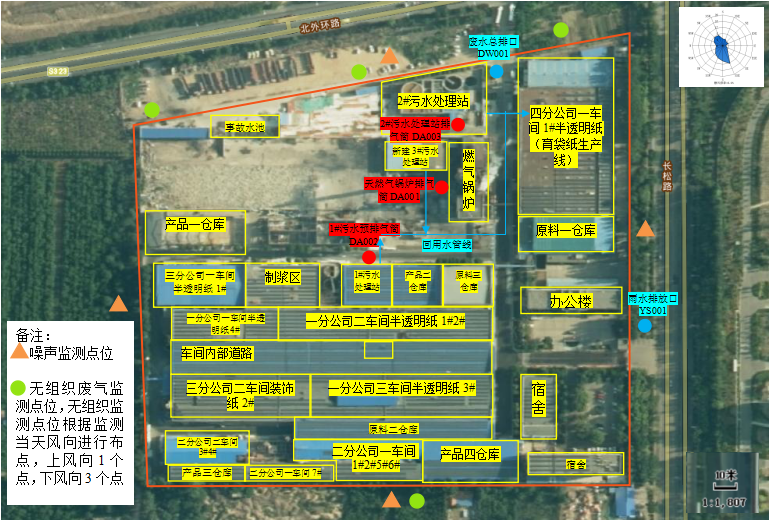 北外环路
S323
废水总排口
DW001
2#污水处理站
四分公司一车
间 1#半透明纸
（育袋纸生产
线）
事故水池
2#污水处理站排
气筒 DA003
新建 3#污水
处理站
燃
气
锅
炉
长
松
路
天然气锅炉排气
筒 DA001
产品一仓库
1#污水泵排气筒
DA002
回用水管线
原料一仓库
三分公司一车间
半透明纸 1#
制浆区
1#污水
处理站
产品二
仓库
原料三
仓库
办公楼
雨水排放口
YS001
一分公司一车间半透
明纸4#
一分公司二车间半透明纸 1#2#
车间内部道路
三分公司二车间装饰
纸 2#
一分公司三车间半透明纸 3#
宿
舍
原料二仓库
二分公司二车间
3#4#
二分公司一车间
1#2#5#6#
产品四仓库
宿舍
产品三仓库
二分公司一车间 7#
备注：
噪声监测点位
无组织废气监
测点位，无组织监
测点位根据监测
当天风向进行布
点，上风向 1 个
点，下风向 3 个点
10米
1:1,807